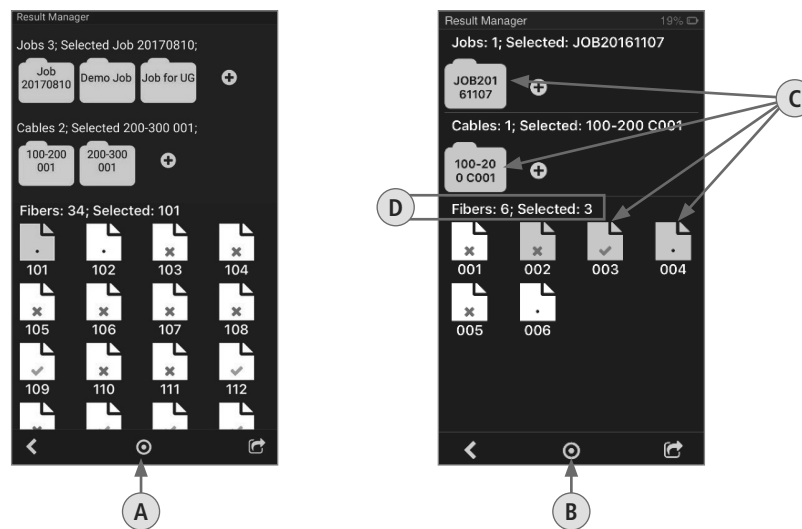 Result Manager
Jobs 3; Selected Job 20170810;
Job
20170810
Demo Job
Job for UG
Cables 2; Selected 200-300 001;
100-200
001
200-300
001
Fibers: 34; Selected: 101
101 102 103 104
105 106 107 108
109 110 111 112
A
Result Manager 19%
Jobs: 1; Selected: JOB20161107
JOB201
61107
Cables: 1; Selected: 100-200 C001
100-20
0 C001
Fibers: 6; Selected: 3
001 002 003 004
005 006
B
C
D